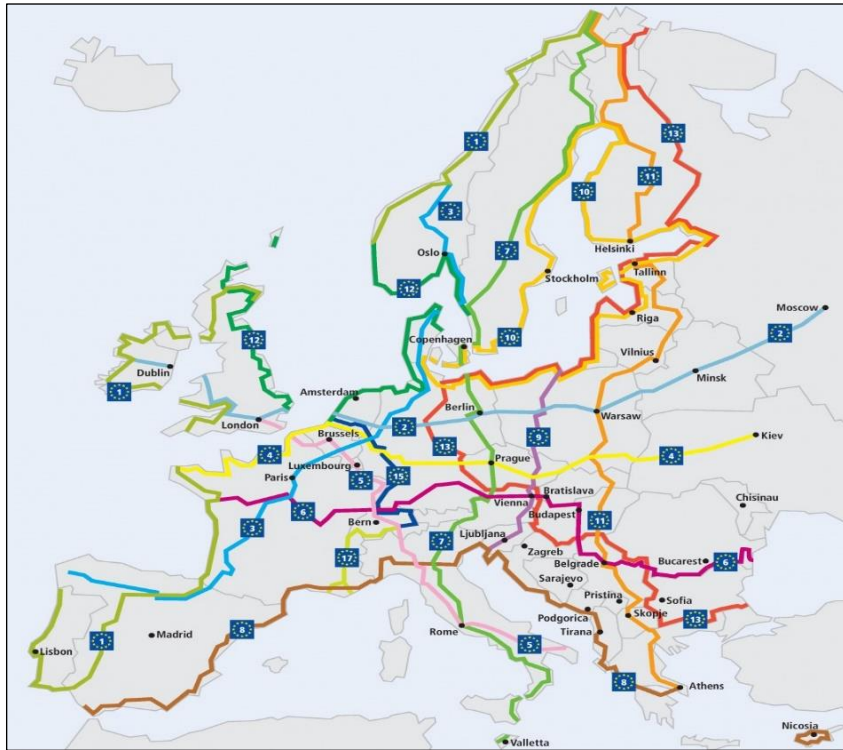 1
13
11
10
3
7
Oslo
Helsinki
12
Stockholm
Tallinn
12
Copenhagen
10
Riga
Moscow
2
Dublin
Vilnius
1
Amsterdam
Minsk
London
Berlin
Warsaw
Brussels
2
9
Kiev
4
13
4
Luxembourg
Prague
5
15
Paris
Bratislava
Vienna
Chisinau
6
Budapest
3
Bern
11
7
Ljubljana
Zagreb
17
Belgrade
Bucarest
6
Sarajevo
Pristina
Sofia
Podgorica
Skopje
13
Madrid
1
8
Rome
Tirana
Lisbon
5
8
Athens
Nicosia
Valletta